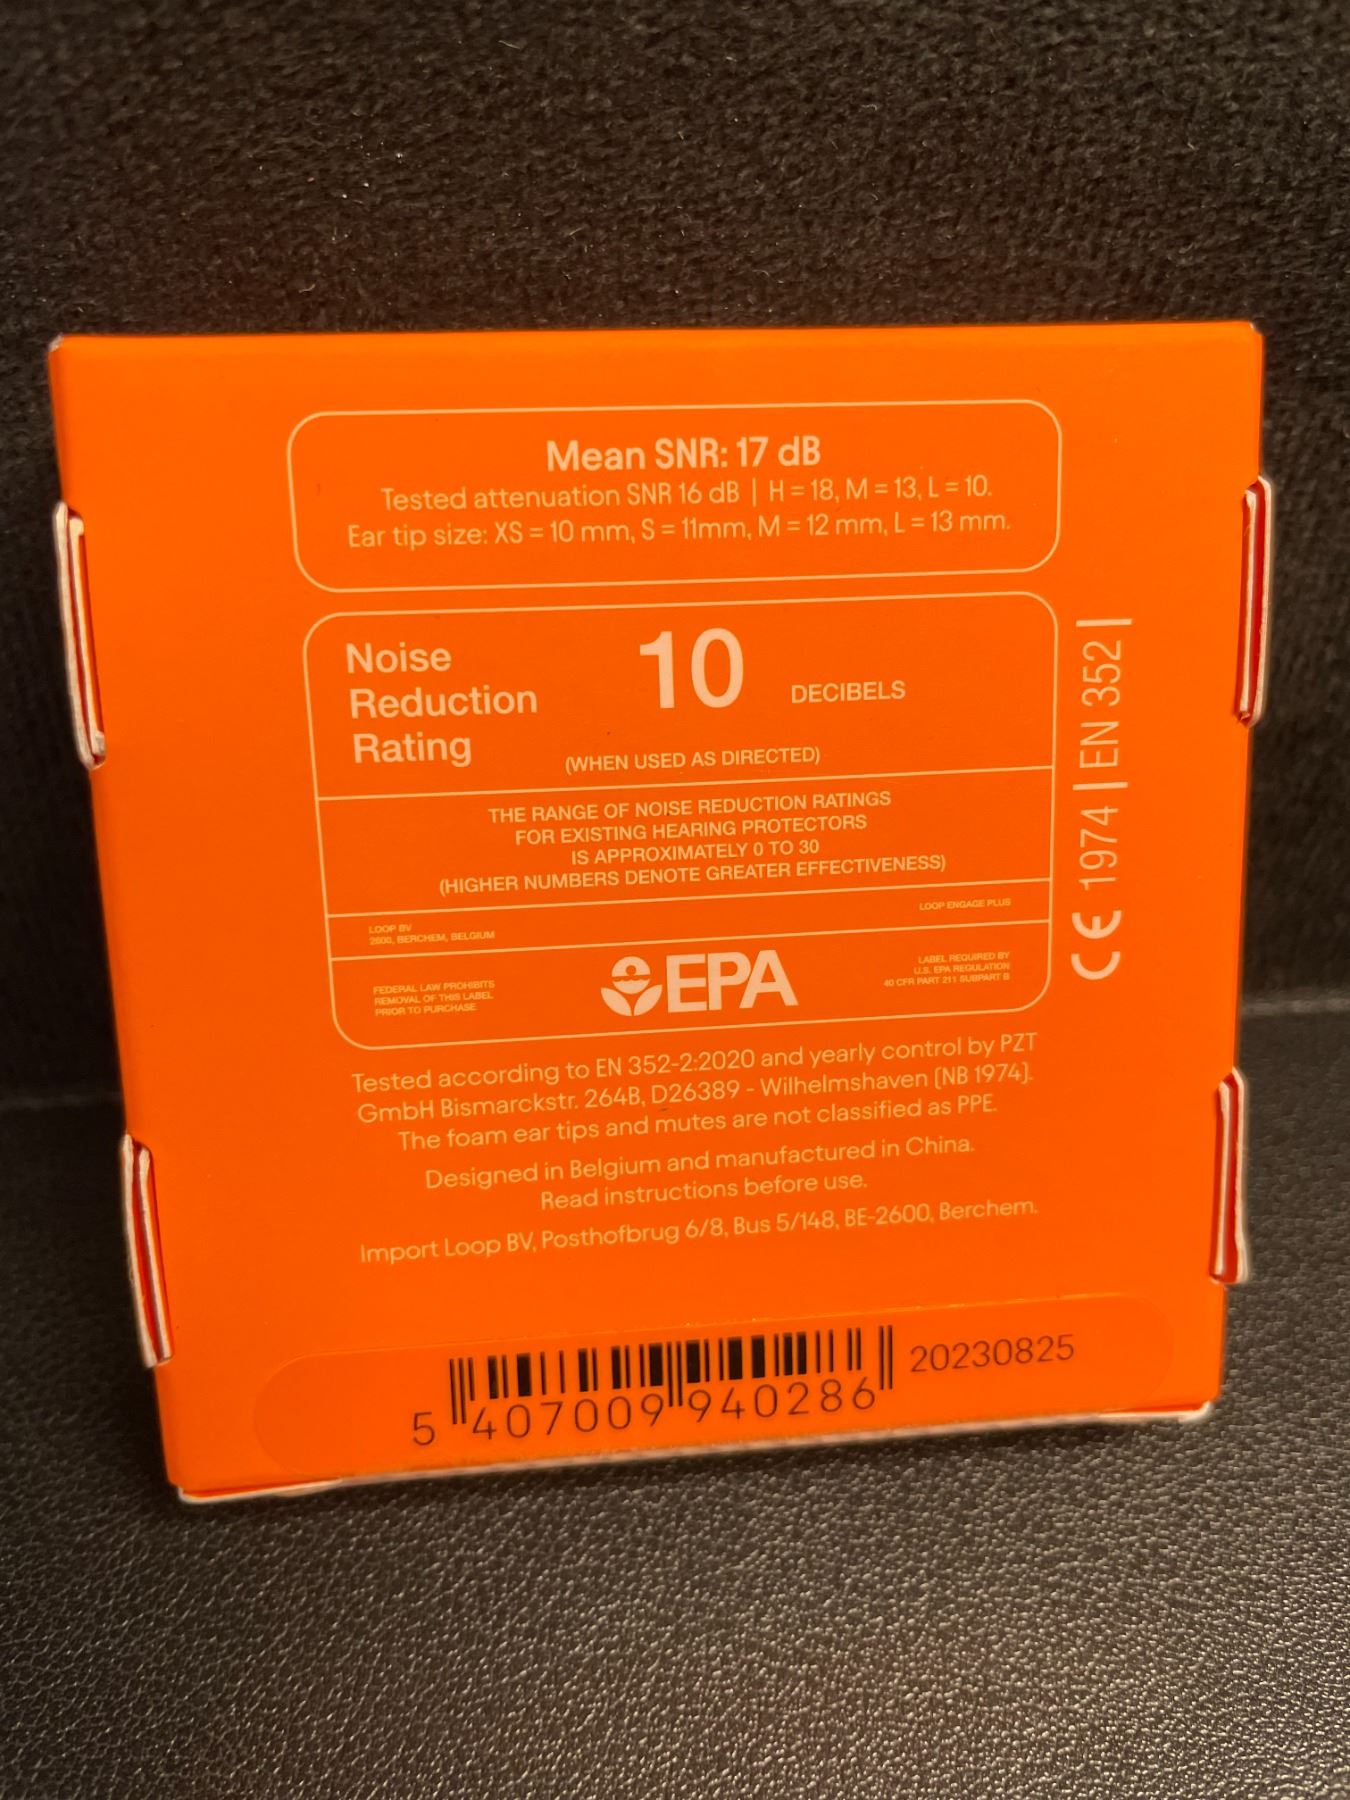 Mean SNR: 17 dB
Tested attenuation SNR 16 dB | H = 18, M = 13, L = 10.
Ear tip size: XS = 10 mm, S = 11mm, M = 12 mm, L = 13 mm.
Noise
Reduction
Rating
10
DECIBELS
(WHEN USED AS DIRECTED)
THE RANGE OF NOISE REDUCTION RATINGS
FOR EXISTING HEARING PROTECTORS
IS APPROXIMATELY 0 TO 30
(HIGHER NUMBERS DENOTE GREATER EFFECTIVENESS)
LOOP BV
2600, BERCHEM, BELGIUM
LOOP ENGAGE PLUS
FEDERAL LAW PROHIBITS
REMOVAL OF THIS LABEL
PRIOR TO PURCHASE
EPA
LABEL REQUIRED BY
U.S. EPA REGULATION
40 CFR PART 211 SUBPART B
CE 1974 | EN 352 |
Tested according to EN 352-2:2020 and yearly control by PZT
GmbH Bismarckstr. 264B, D26389 - Wilhelmshaven (NB 1974).
The foam ear tips and mutes are not classified as PPE.
Designed in Belgium and manufactured in China.
Read instructions before use.
Import Loop BV, Posthofbrug 6/8, Bus 5/148, BE-2600, Berchem.
20230825
5 407009 940286